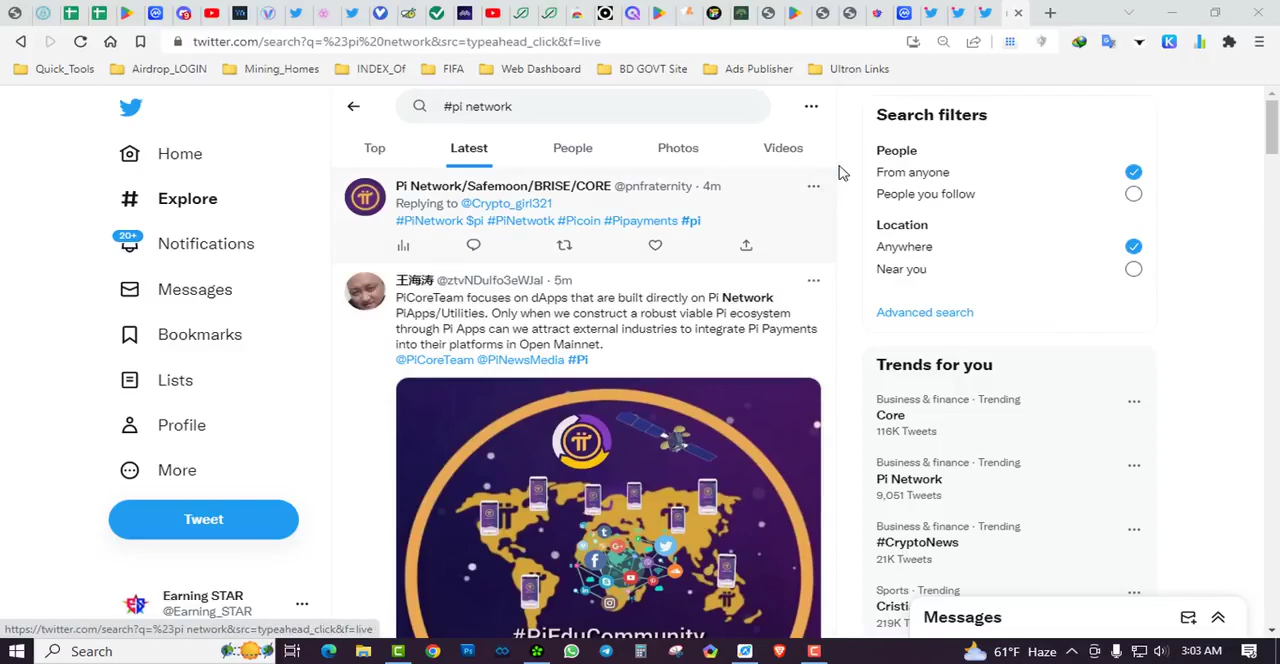 twitter.com/search?q=%23pi%20network&src=typeahead_click&f=live
Quick_Tools
Airdrop_LOGIN
Mining_Homes
INDEX_Of
FIFA
Web Dashboard
BD GOVT Site
Ads Publisher
Ultron Links
Home
Explore
20+
Notifications
Messages
Bookmarks
Lists
Profile
More
Tweet
Earning STAR
@Earning_STAR
#pi network
Top
Latest
People
Photos
Videos
Pi Network/Safemoon/BRISE/CORE @pnfraternity · 4m
Replying to @Crypto_girl321
#PiNetwork $pi #PiNetwotk #Picoin #Pipayments #pi
王海涛 @ztvNDulfo3eWJal · 5m
PiCoreTeam focuses on dApps that are built directly on Pi Network
PiApps/Utilities. Only when we construct a robust viable Pi ecosystem
through Pi Apps can we attract external industries to integrate Pi Payments
into their platforms in Open Mainnet.
@PiCoreTeam @PiNewsMedia #Pi
#PiEduCommunity
Search filters
People
From anyone
People you follow
Location
Anywhere
Near you
Advanced search
Trends for you
Business & finance · Trending
Core
116K Tweets
Business & finance · Trending
Pi Network
9,051 Tweets
Business & finance · Trending
#CryptoNews
21K Tweets
Sports · Trending
Cristi
219K T
Messages
https://twitter.com/search?q=%23pi network&src=typeahead_click&f=live
Search
61°F Haze
3:03 AM